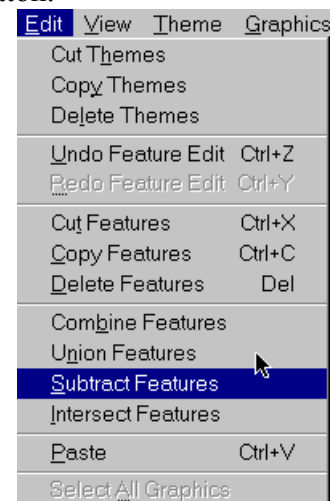 Edit View Theme Graphics
Cut Themes
Copy Themes
Delete Themes
Undo Feature Edit Ctrl+Z
Redo Feature Edit Ctrl+Y
Cut Features Ctrl+X
Copy Features Ctrl+C
Delete Features Del
Combine Features
Union Features
Subtract Features
Intersect Features
Paste Ctrl+V
Select All Graphics